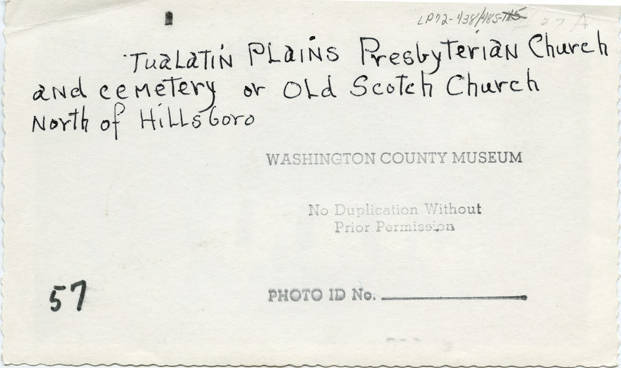 Tualatin Plains Presbyterian Church
and cemetery or Old Scotch Church
North of Hillsboro
WASHINGTON COUNTY MUSEUM
No Duplication Without
Prior Permission
57
PHOTO ID No.